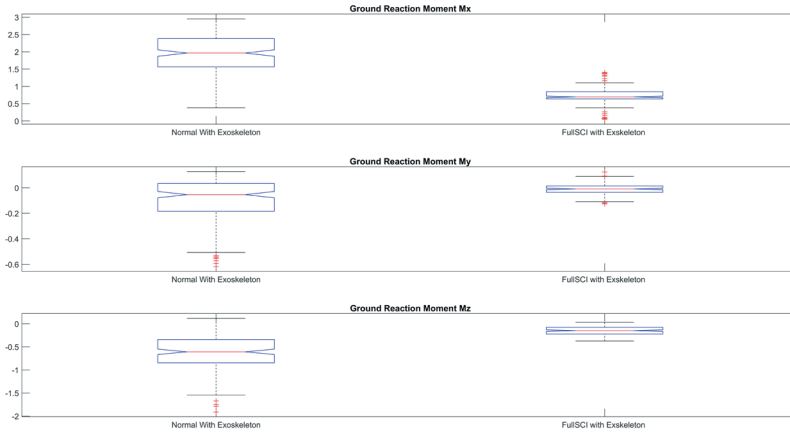 Ground Reaction Moment Mx
3
2.5
2
1.5
1
0.5
0
Normal With Exoskeleton FullSCI with Exskeleton
Ground Reaction Moment My
0
-0.2
-0.4
-0.6
Normal With Exoskeleton FullSCI with Exskeleton
Ground Reaction Moment Mz
0
-0.5
-1
-1.5
-2
Normal With Exoskeleton FullSCI with Exskeleton